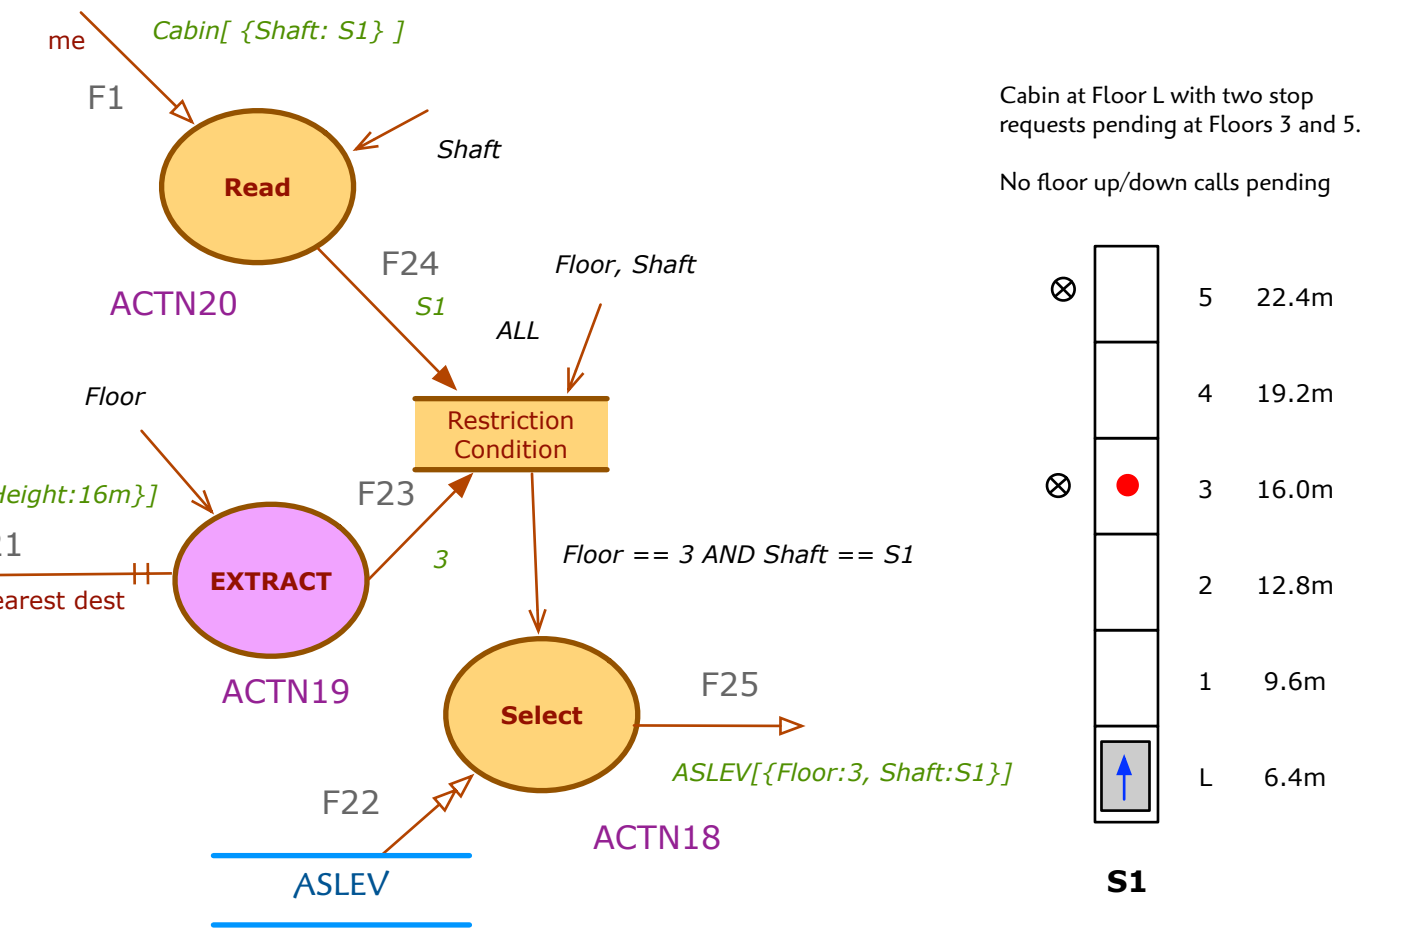 Cabin[ {Shaft: S1} ]
me
F1
Shaft
Read
F24
Floor, Shaft
ACTN20
S1
ALL
Floor
Restriction
Condition
Height:16m}]
F23
21
EXTRACT
3
Floor == 3 AND Shaft == S1
earest dest
ACTN19
F25
Select
ASLEV[{Floor:3, Shaft:S1}]
F22
ACTN18
ASLEV
Cabin at Floor L with two stop
requests pending at Floors 3 and 5.
No floor up/down calls pending
5 22.4m
4 19.2m
3 16.0m
2 12.8m
1 9.6m
L 6.4m
S1